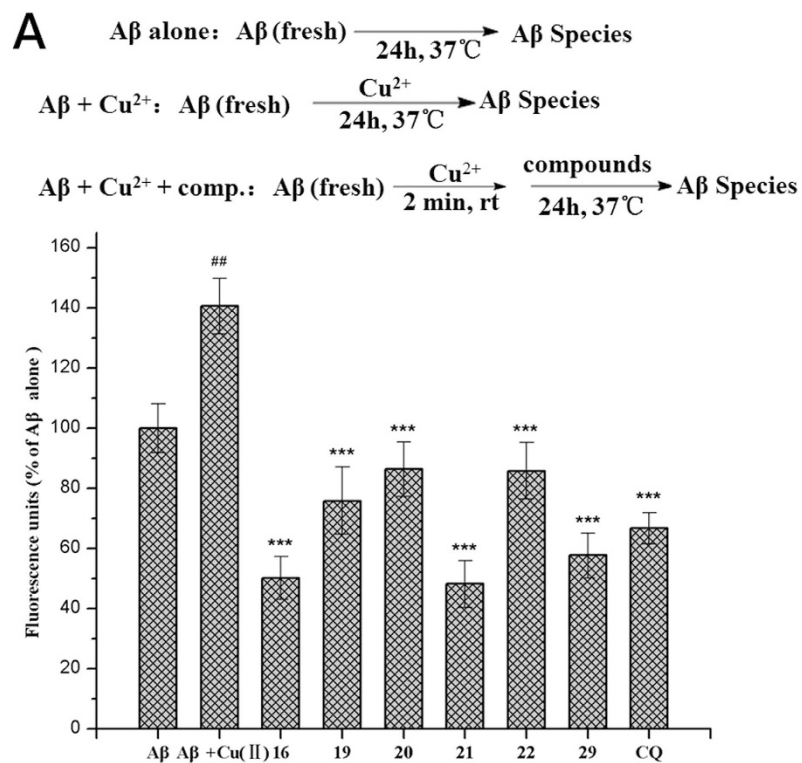 A
Aβ alone: Aβ (fresh) 24h, 37℃ Aβ Species
Aβ + Cu²⁺: Aβ (fresh) Cu²⁺ 24h, 37℃ Aβ Species
Aβ + Cu²⁺ + comp.: Aβ (fresh) Cu²⁺ 2 min, rt compounds 24h, 37℃ Aβ Species
Fluorescence units (% of Aβ alone )
160
140
120
100
80
60
40
20
0
##
***
***
***
***
***
***
***
Aβ Aβ +Cu(Ⅱ) 16 19 20 21 22 29 CQ